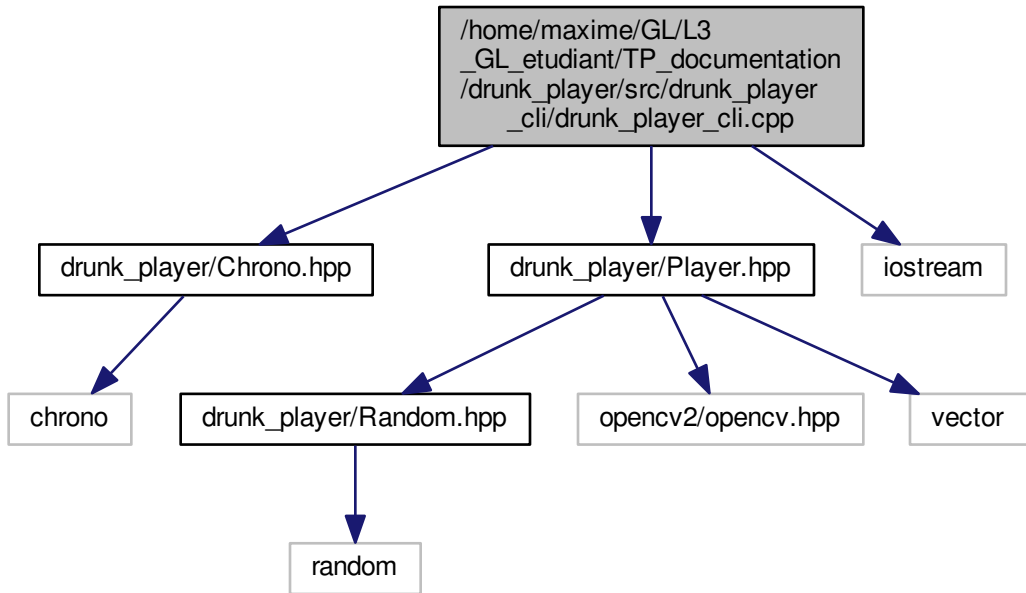 /home/maxime/GL/L3
_GL_etudiant/TP_documentation
/drunk_player/src/drunk_player
_cli/drunk_player_cli.cpp
drunk_player/Chrono.hpp
drunk_player/Player.hpp
iostream
chrono
drunk_player/Random.hpp
opencv2/opencv.hpp
vector
random